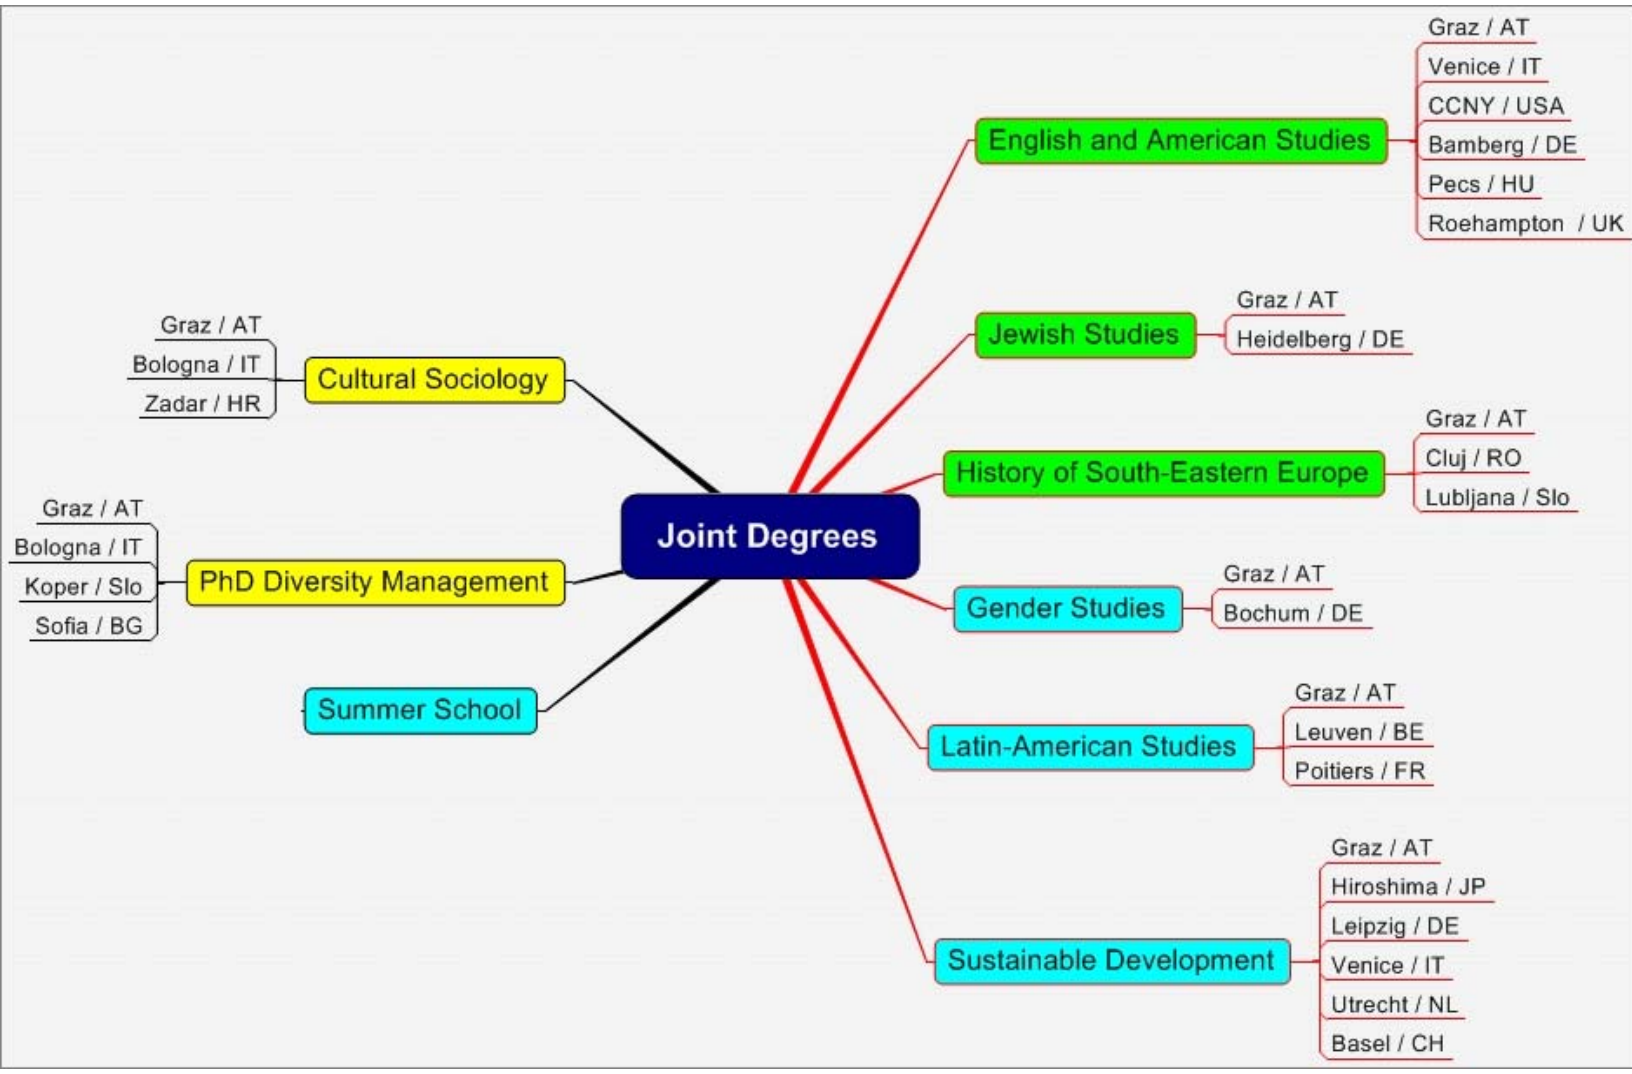 Joint Degrees
English and American Studies
Graz / AT
Venice / IT
CCNY / USA
Bamberg / DE
Pecs / HU
Roehampton  / UK
Jewish Studies
Graz / AT
Heidelberg / DE
History of South-Eastern Europe
Graz / AT
Cluj / RO
Lubljana / Slo
Gender Studies
Graz / AT
Bochum / DE
Latin-American Studies
Graz / AT
Leuven / BE
Poitiers / FR
Sustainable Development
Graz / AT
Hiroshima / JP
Leipzig / DE
Venice / IT
Utrecht / NL
Basel / CH
Cultural Sociology
Graz / AT
Bologna / IT
Zadar / HR
PhD Diversity Management
Graz / AT
Bologna / IT
Koper / Slo
Sofia / BG
Summer School